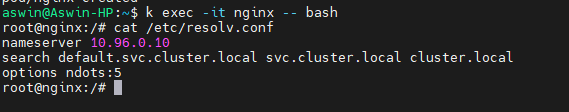 pod/nginx created
aswin@Aswin-HP:~$ k exec -it nginx -- bash
root@nginx:/# cat /etc/resolv.conf
nameserver 10.96.0.10
search default.svc.cluster.local svc.cluster.local cluster.local
options ndots:5
root@nginx:/#